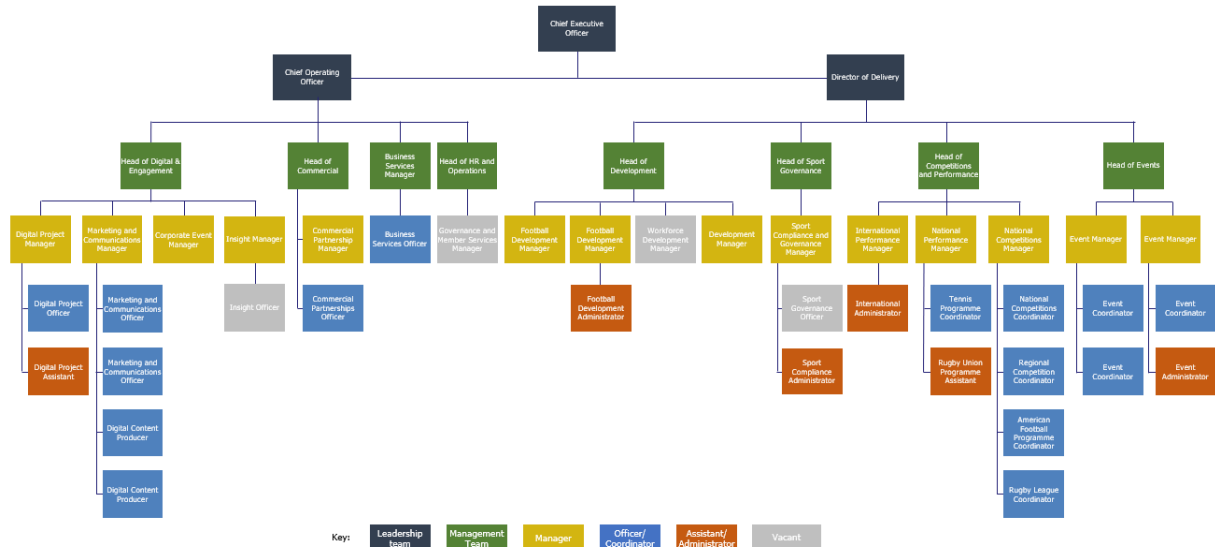 Chief Executive
Officer
Chief Operating
Officer
Director of Delivery
Head of Digital &
Engagement
Head of
Commercial
Business
Services
Manager
Head of HR and
Operations
Head of
Development
Head of Sport
Governance
Head of
Competitions
and Performance
Head of Events
Digital Project
Manager
Marketing and
Communications
Manager
Corporate Event
Manager
Insight Manager
Commercial
Partnership
Manager
Business
Services Officer
Governance and
Member Services
Manager
Football
Development
Manager
Football
Development
Manager
Workforce
Development
Manager
Development
Manager
Sport
Compliance and
Governance
Manager
International
Performance
Manager
National
Performance
Manager
National
Competitions
Manager
Event Manager
Event Manager
Digital Project
Officer
Marketing and
Communications
Officer
Insight Officer
Commercial
Partnerships
Officer
Football
Development
Administrator
Sport
Governance
Officer
International
Administrator
Tennis
Programme
Coordinator
National
Competitions
Coordinator
Event
Coordinator
Event
Coordinator
Digital Project
Assistant
Marketing and
Communications
Officer
Sport
Compliance
Administrator
Rugby Union
Programme
Assistant
Regional
Competition
Coordinator
Event
Coordinator
Event
Administrator
Digital Content
Producer
American
Football
Programme
Coordinator
Digital Content
Producer
Rugby League
Coordinator
Key:
Leadership
team
Management
Team
Manager
Officer/
Coordinator
Assistant/
Administrator
Vacant